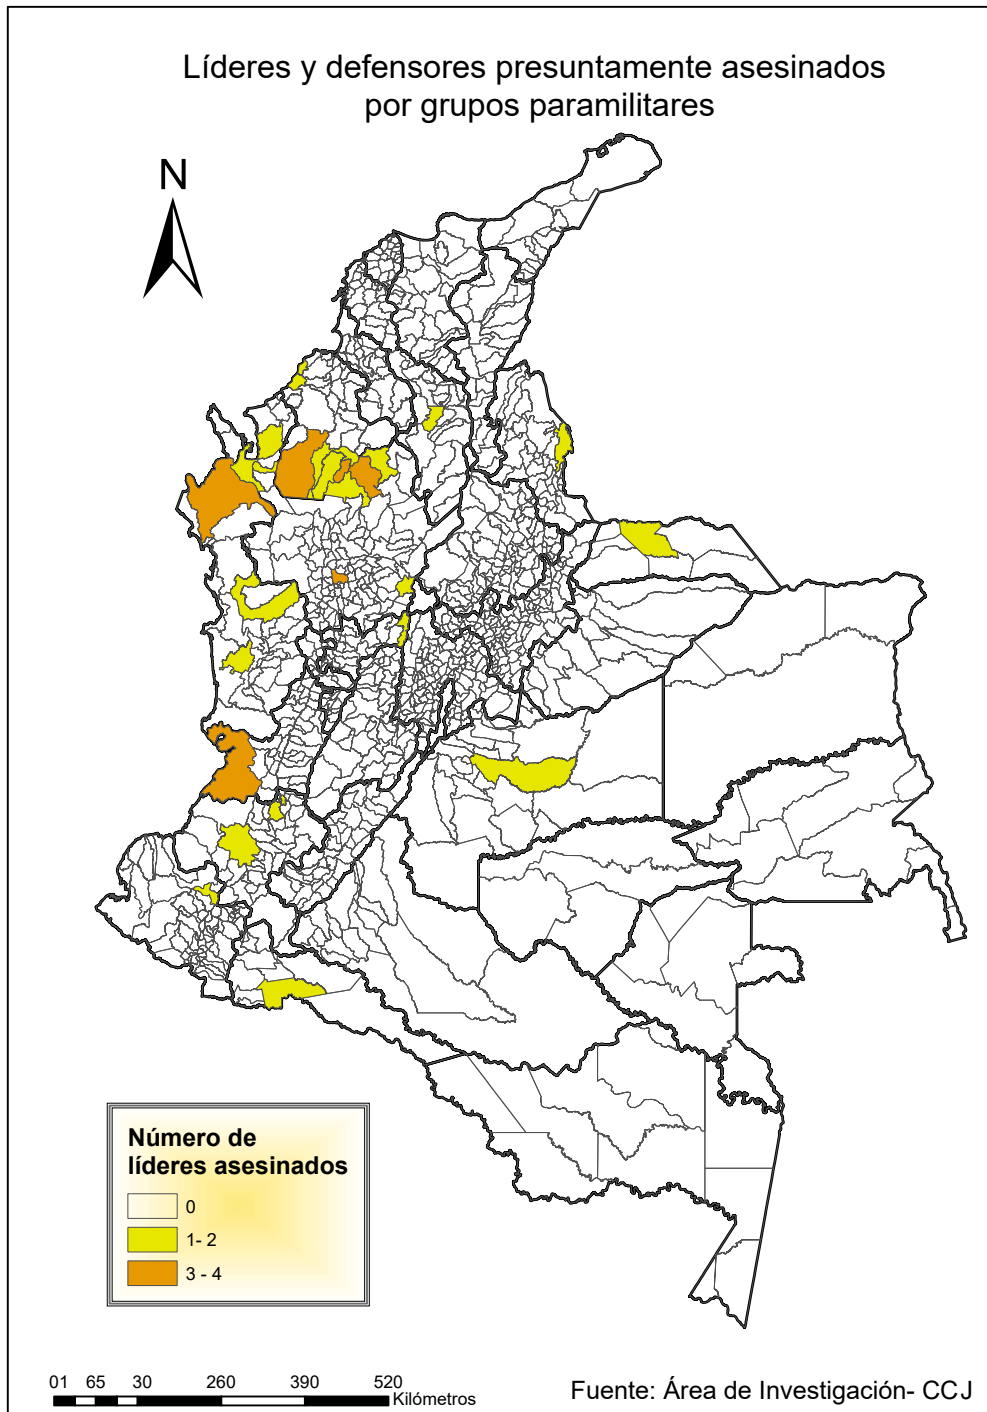 Líderes y defensores presuntamente asesinados
por grupos paramilitares
N
Número de
líderes asesinados
0
1- 2
3 - 4
01 65 30 260 390 520
Kilómetros
Fuente: Área de Investigación- CCJ